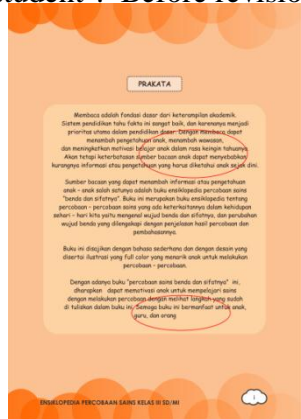 student". Before revision
PRAKATA
Membaca adalah fondasi dasar dari keterampilan akademik.
Sistem pendidikan tahu fakta ini sangat baik, dan karenanya menjadi
prioritas utama dalam pendidikan dasar. Dengan membaca dapat
menambah pengetahuan anak, menambah wawasan,
dan meningkatkan motivasi belajar anak dalam rasa keingin tahuanya.
Akan tetapi keterbatasan sumber bacaan anak dapat menyebabkan
kurangnya informasi atau pengetahuan yang harus diketahui anak sejak dini.
Sumber bacaan yang dapat menambah informasi atau pengetahuan
anak - anak salah satunya adalah buku ensiklopedia percobaan sains
"benda dan sifatnya". Buku ini merupakan buku ensiklopedia tentang
percobaan - percobaan sains yang ada keterkaitannya dalam kehidupan
sehari - hari kita yaitu mengenal wujud benda dan sifatnya, dan perubahan
wujud benda yang dilengkapi dengan penjelasan hasil percobaan dan
pembahasannya.
Buku ini disajikan dengan bahasa sederhana dan dengan desain yang
disertai ilustrasi yang full color yang menarik anak untuk melakukan
percobaan - percobaan.
Dengan adanya buku "percobaan sains benda dan sifatnya" ini,
diharapkan dapat memotivasi anak untuk mempelajari sains
dengan melakukan percobaan dengan melihat langkah yang sudah
di tuliskan dalam buku ini. Semoga buku ini bermanfaat untuk anak,
guru, dan orang
ENSIKLOPEDIA PERCOBAAN SAINS KELAS III SD/MI